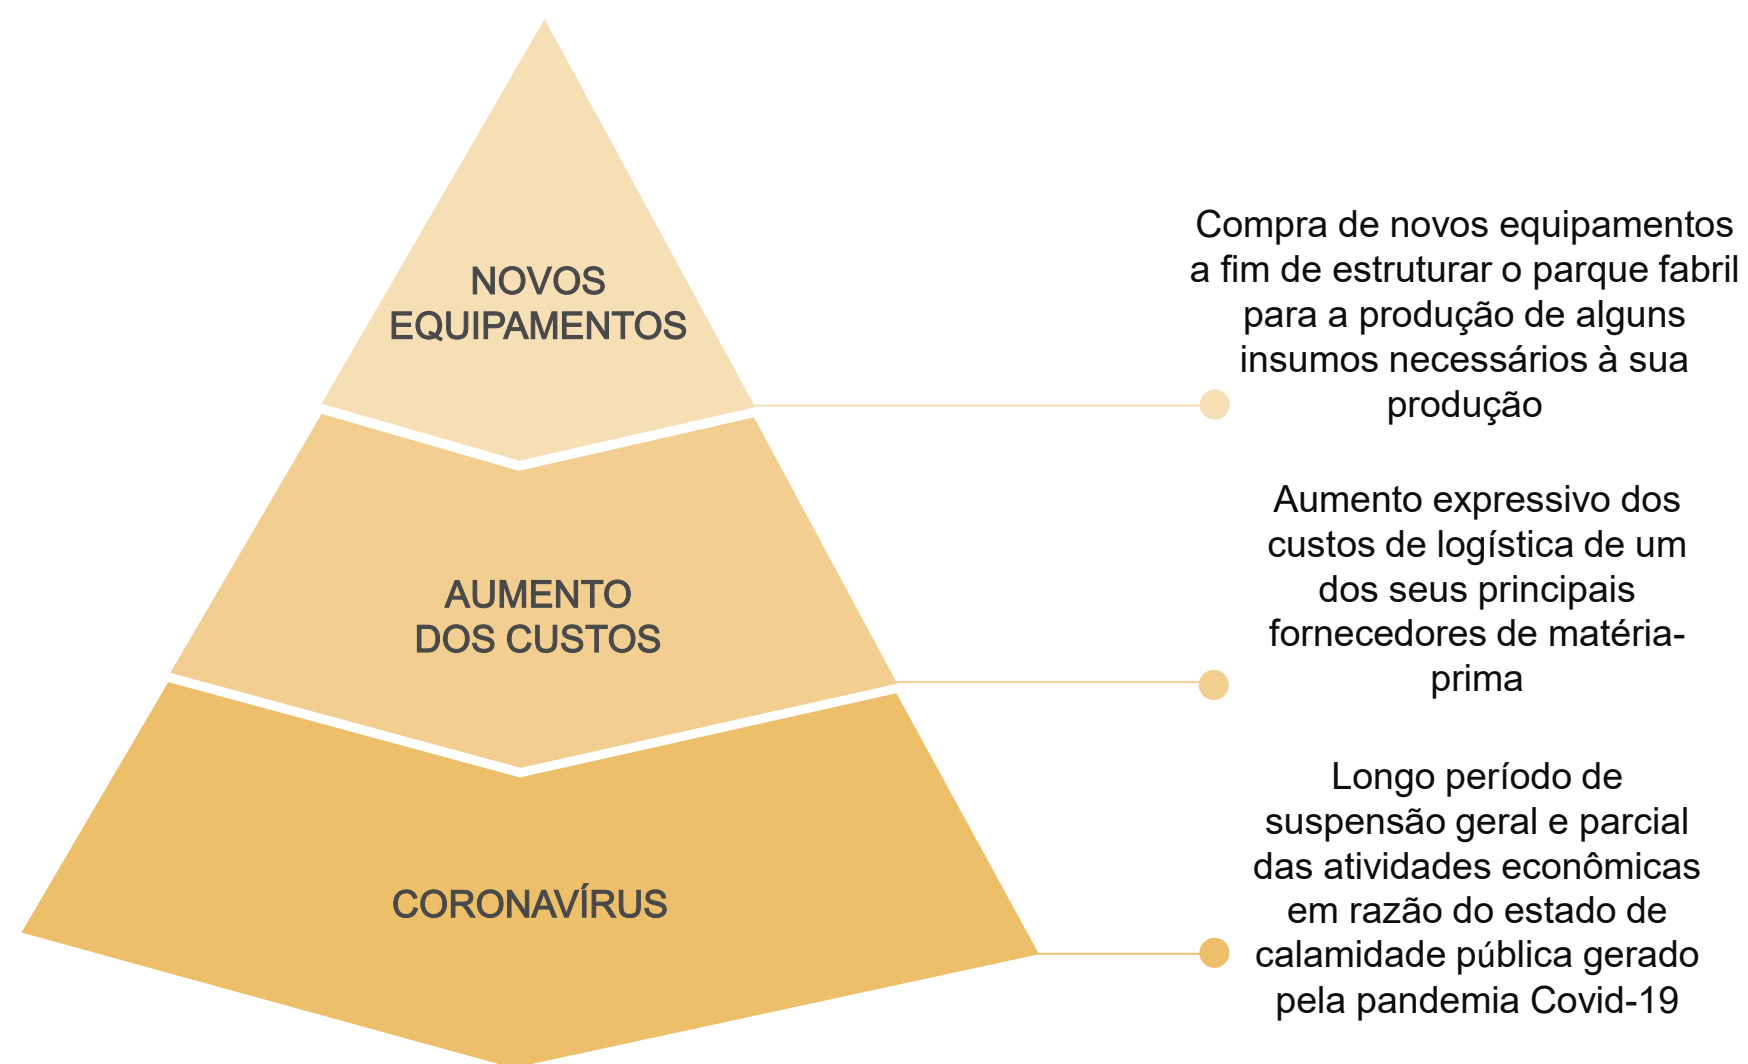 NOVOS
EQUIPAMENTOS
Compra de novos equipamentos
a fim de estruturar o parque fabril
para a produção de alguns
insumos necessários à sua
produção
AUMENTO
DOS CUSTOS
Aumento expressivo dos
custos de logística de um
dos seus principais
fornecedores de matéria-
prima
CORONAVÍRUS
Longo período de
suspensão geral e parcial
das atividades econômicas
em razão do estado de
calamidade pública gerado
pela pandemia Covid-19